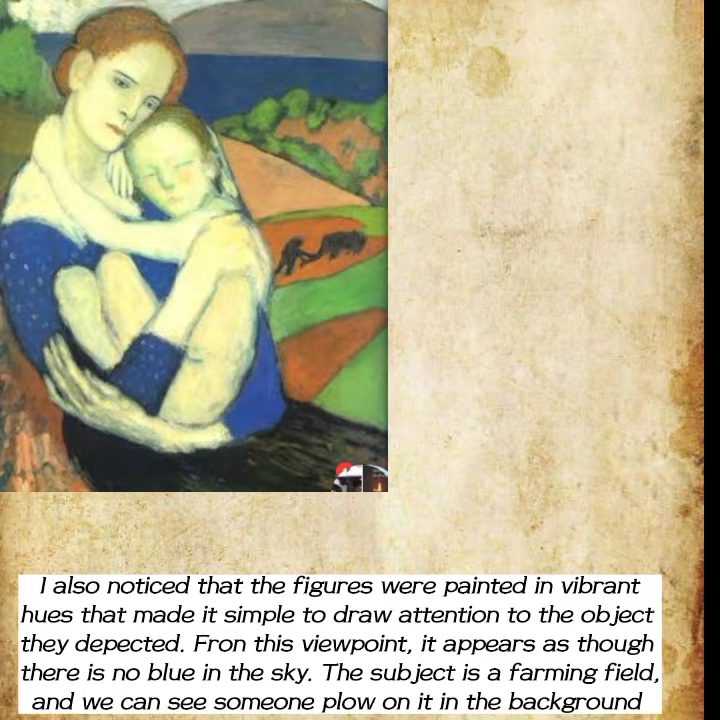 I also noticed that the figures were painted in vibrant
hues that made it simple to draw attention to the object
they depected. Fron this viewpoint, it appears as though
there is no blue in the sky. The subject is a farming field,
and we can see someone plow on it in the background